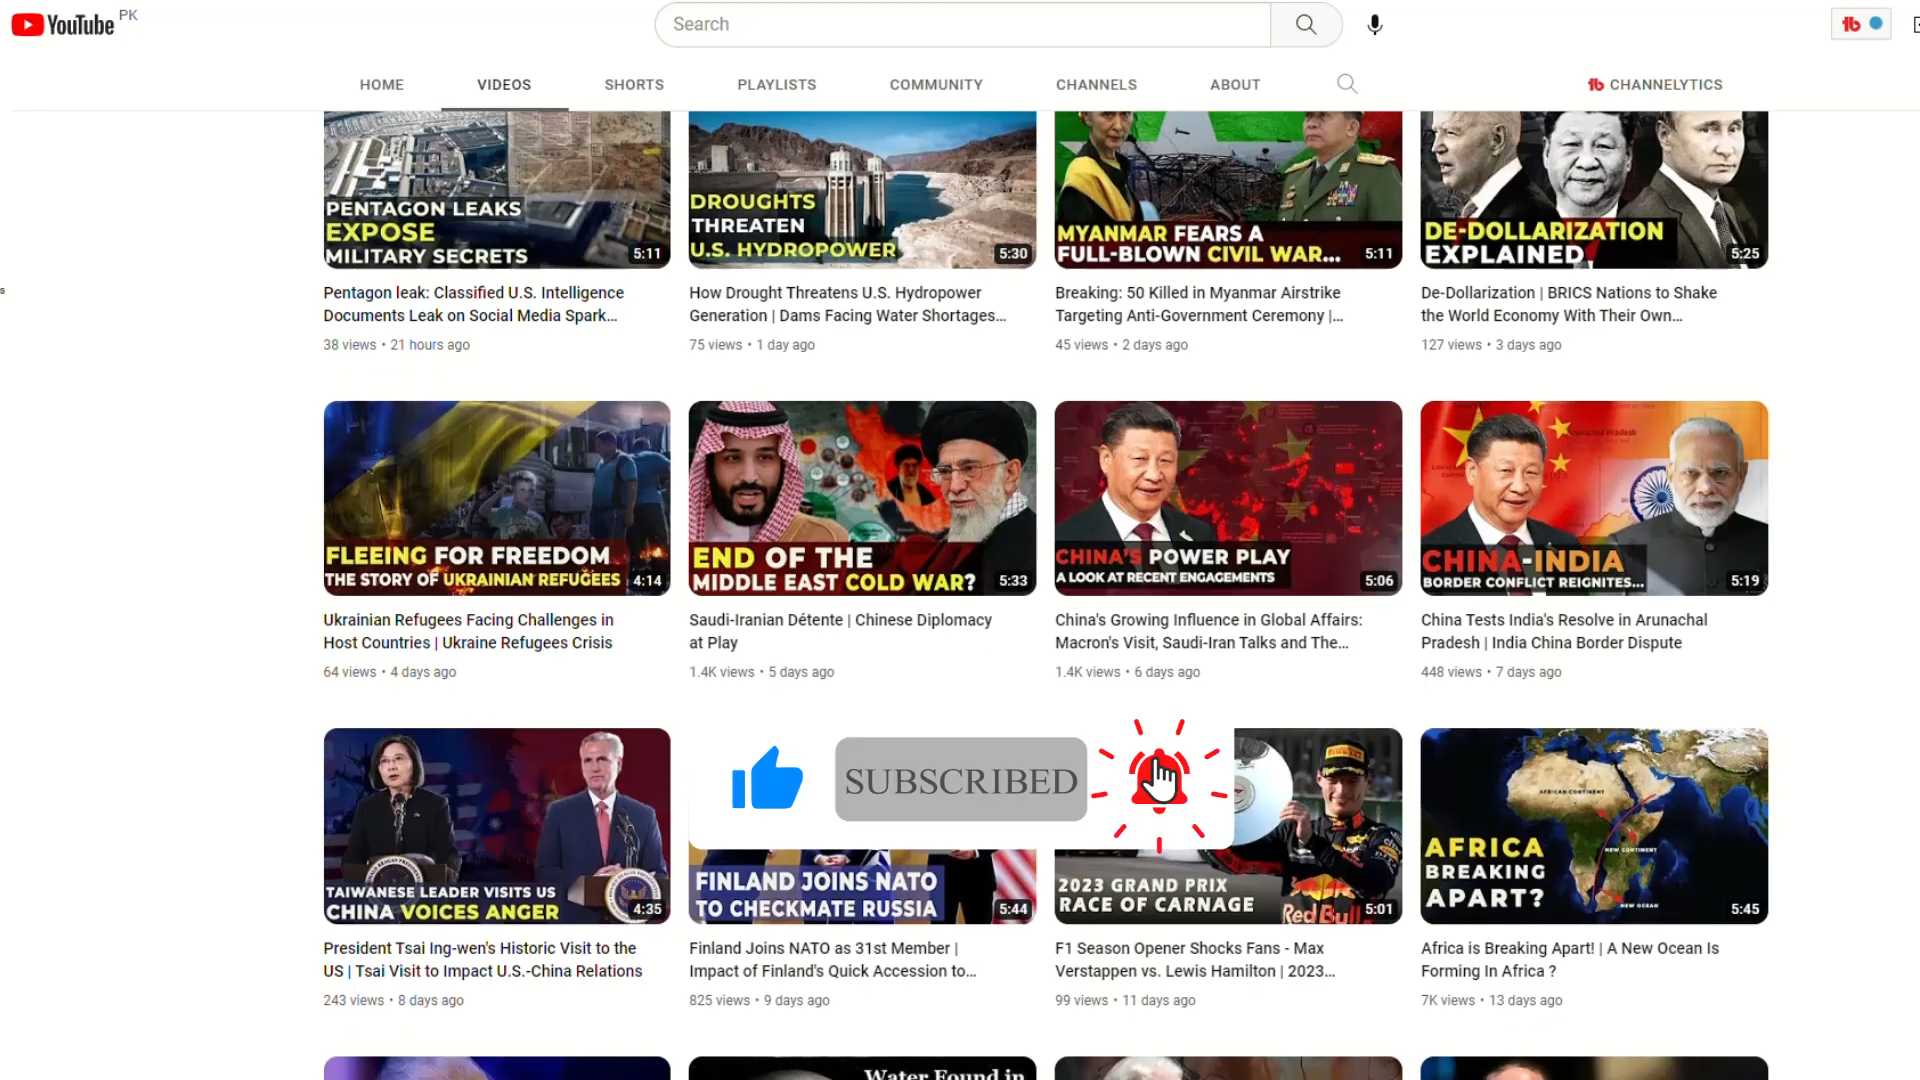 YouTube PK
Search
HOME VIDEOS SHORTS PLAYLISTS COMMUNITY CHANNELS ABOUT CHANNELYTICS
PENTAGON LEAKS
EXPOSE
MILITARY SECRETS
5:11
DROUGHTS
THREATEN
U.S. HYDROPOWER
5:30
MYANMAR FEARS A
FULL-BLOWN CIVIL WAR...
5:11
DE-DOLLARIZATION
EXPLAINED.
5:25
Pentagon leak: Classified U.S. Intelligence
Documents Leak on Social Media Spark...
38 views • 21 hours ago
How Drought Threatens U.S. Hydropower
Generation | Dams Facing Water Shortages...
75 views • 1 day ago
Breaking: 50 Killed in Myanmar Airstrike
Targeting Anti-Government Ceremony |...
45 views • 2 days ago
De-Dollarization | BRICS Nations to Shake
the World Economy With Their Own...
127 views • 3 days ago
FLEEING FOR FREEDOM
THE STORY OF UKRAINIAN REFUGEES
4:14
END OF THE
MIDDLE EAST COLD WAR?
5:33
CHINA'S POWER PLAY
A LOOK AT RECENT ENGAGEMENTS
5:06
Arunachal Pradesh
CHINA-INDIA
BORDER CONFLICT REIGNITES...
5:19
Ukrainian Refugees Facing Challenges in
Host Countries | Ukraine Refugees Crisis
64 views • 4 days ago
Saudi-Iranian Détente | Chinese Diplomacy
at Play
1.4K views • 5 days ago
China's Growing Influence in Global Affairs:
Macron's Visit, Saudi-Iran Talks and The...
1.4K views • 6 days ago
China Tests India's Resolve in Arunachal
Pradesh | India China Border Dispute
448 views • 7 days ago
TAIWANESE LEADER VISITS US
CHINA VOICES ANGER
4:35
SUBSCRIBED
FINLAND JOINS NATO
TO CHECKMATE RUSSIA
5:44
2023 GRAND PRIX
RACE OF CARNAGE
Red Bull
5:01
AFRICAN CONTINENT
NEW CONTINENT
NEW OCEAN
AFRICA
BREAKING
APART?
5:45
President Tsai Ing-wen's Historic Visit to the
US | Tsai Visit to Impact U.S.-China Relations
243 views • 8 days ago
Finland Joins NATO as 31st Member |
Impact of Finland's Quick Accession to...
825 views • 9 days ago
F1 Season Opener Shocks Fans - Max
Verstappen vs. Lewis Hamilton | 2023...
99 views • 11 days ago
Africa is Breaking Apart! | A New Ocean Is
Forming In Africa ?
7K views • 13 days ago
Water Found in